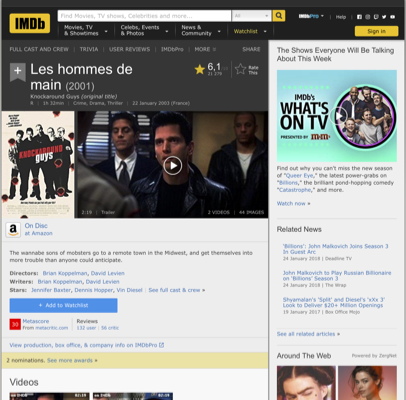 IMDb
Find Movies, TV shows, Celebrities and more...
All
IMDbPro
Help
Movies, TV
& Showtimes
Celebs, Events
& Photos
News &
Community
Watchlist
Sign in
FULL CAST AND CREW | TRIVIA | USER REVIEWS | IMDbPro | MORE
SHARE
Les hommes de
main (2001)
Knockaround Guys (original title)
R | 1h 32min | Crime, Drama, Thriller | 22 January 2003 (France)
6,1
Rate
This
KNOCKAROUND
guys
2:19 | Trailer
2 VIDEOS | 44 IMAGES
On Disc
at Amazon
The wannabe sons of mobsters go to a remote town in the Midwest, and get themselves into
more trouble than anyone could anticipate.
Directors: Brian Koppelman, David Levien
Writers: Brian Koppelman, David Levien
Stars: Jennifer Baxter, Dennis Hopper, Vin Diesel | See full cast & crew »
+ Add to Watchlist
30
Metascore
From metacritic.com
Reviews
132 user | 56 critic
View production, box office, & company info on IMDbPro
2 nominations. See more awards »
Videos
The Shows Everyone Will Be Talking
About This Week
IMDb's
WHAT'S
ON TV
PRESENTED BY m&m's
Find out why you can't miss the new season
of "Queer Eye," the latest power-grabs on
"Billions," the brilliant pond-hopping comedy
"Catastrophe," and more.
Watch now »
Related News
'Billions': John Malkovich Joins Season 3
In Guest Arc
24 January 2018 | Deadline TV
John Malkovich to Play Russian Billionaire
on 'Billions' Season 3
24 January 2018 | The Wrap
Shyamalan's 'Split' and Diesel's 'xXx 3'
Look to Deliver $20+ Million Openings
19 January 2017 | Box Office Mojo
See all related articles »
Around The Web
Powered by ZergNet